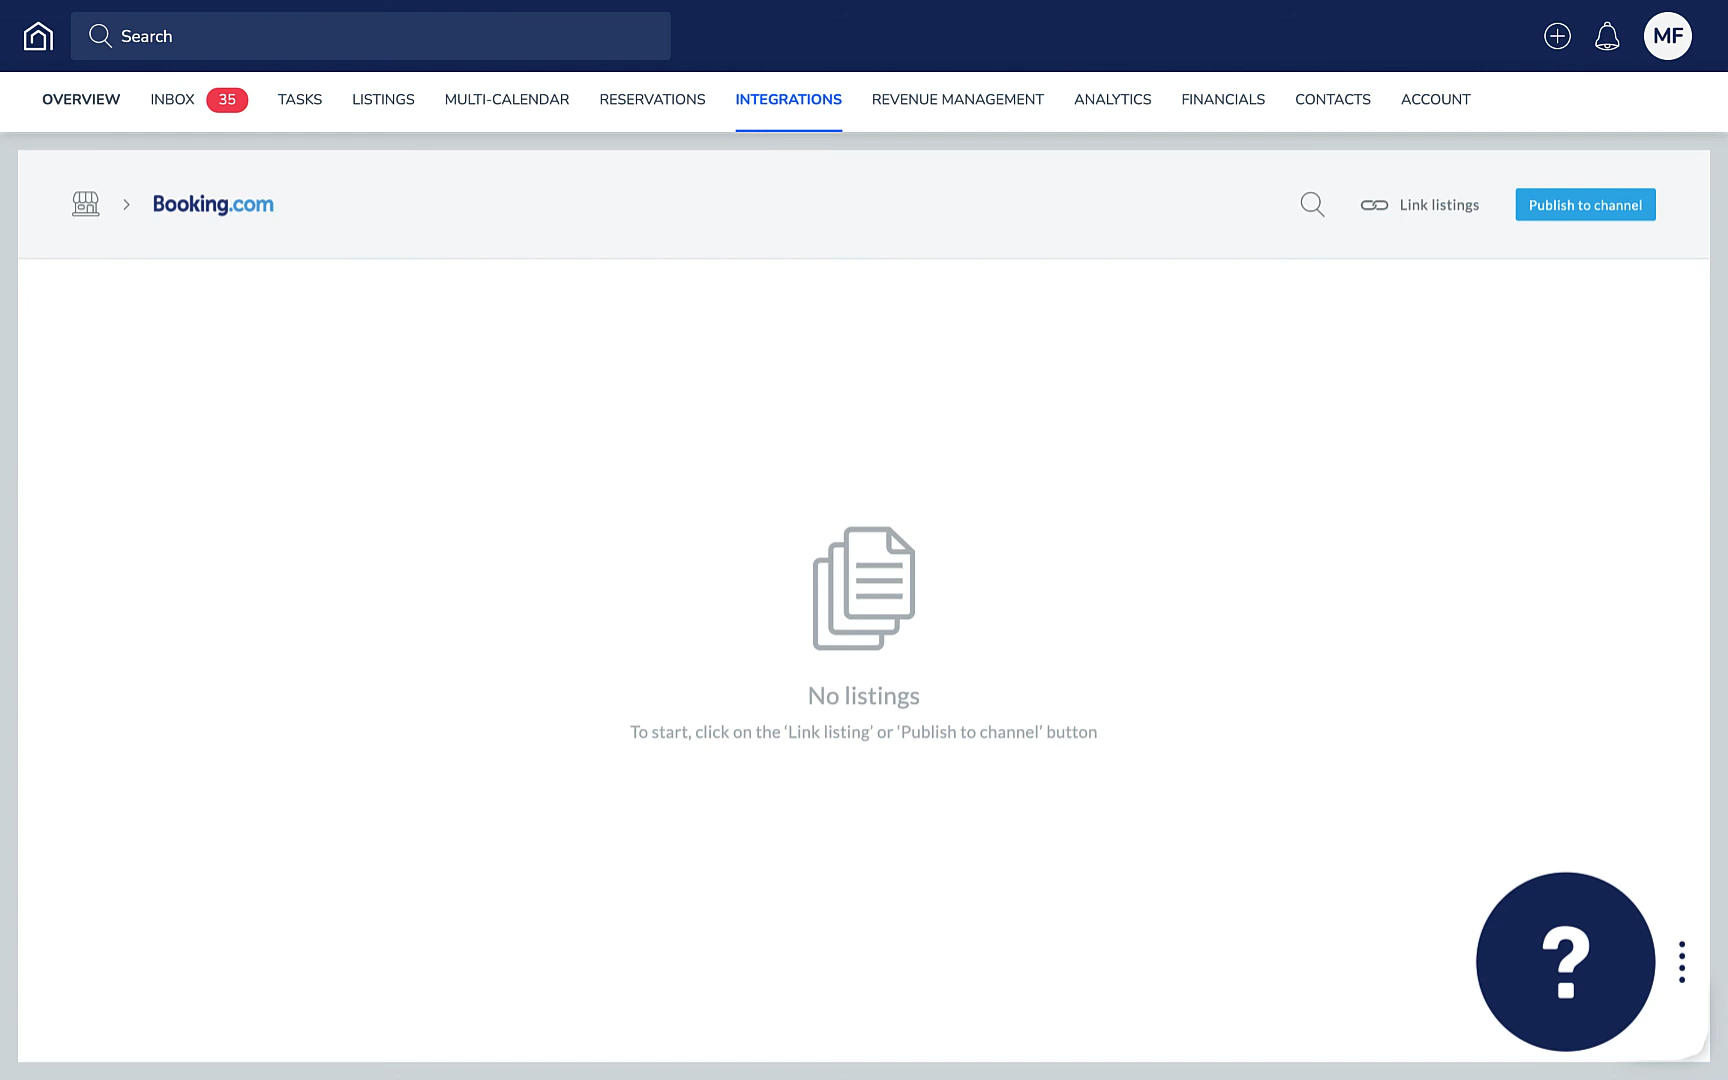 Search
MF
OVERVIEW INBOX 35 TASKS LISTINGS MULTI-CALENDAR RESERVATIONS INTEGRATIONS REVENUE MANAGEMENT ANALYTICS FINANCIALS CONTACTS ACCOUNT
Booking.com
Link listings
Publish to channel
No listings
To start, click on the ‘Link listing’ or ‘Publish to channel’ button
?